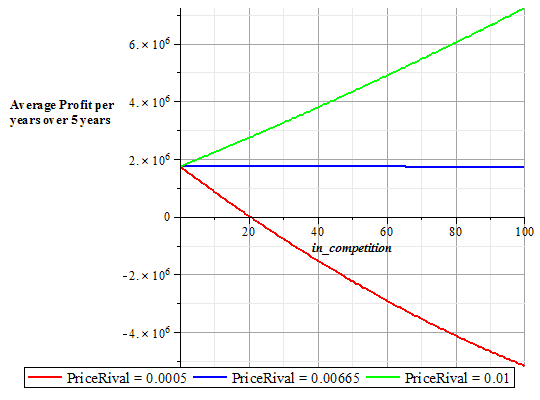 6. × 10⁶
4. × 10⁶
Average Profit per
years over 5 years
2. × 10⁶
0
20 40 60 80 100
in_competition
-2. × 10⁶
-4. × 10⁶
PriceRival = 0.0005 PriceRival = 0.00665 PriceRival = 0.01